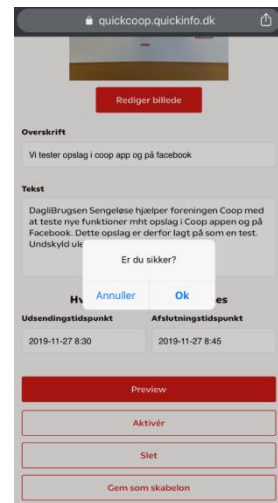 quickcoop.quickinfo.dk
coop
Rediger billede
Overskrift
Vi tester opslag i coop app og på facebook
Tekst
DagliBrugsen Sengeløse hjælper foreningen Coop med
at teste nye funktioner mht opslag i Coop appen og på
Facebook. Dette opslag er derfor lagt på som en test.
Undskyld
Er du sikker?
Annuller
Ok
Udsendingstidspunkt
Afslutningstidspunkt
2019-11-27 8:30
2019-11-27 8:45
Preview
Aktivér
Slet
Gem som skabelon